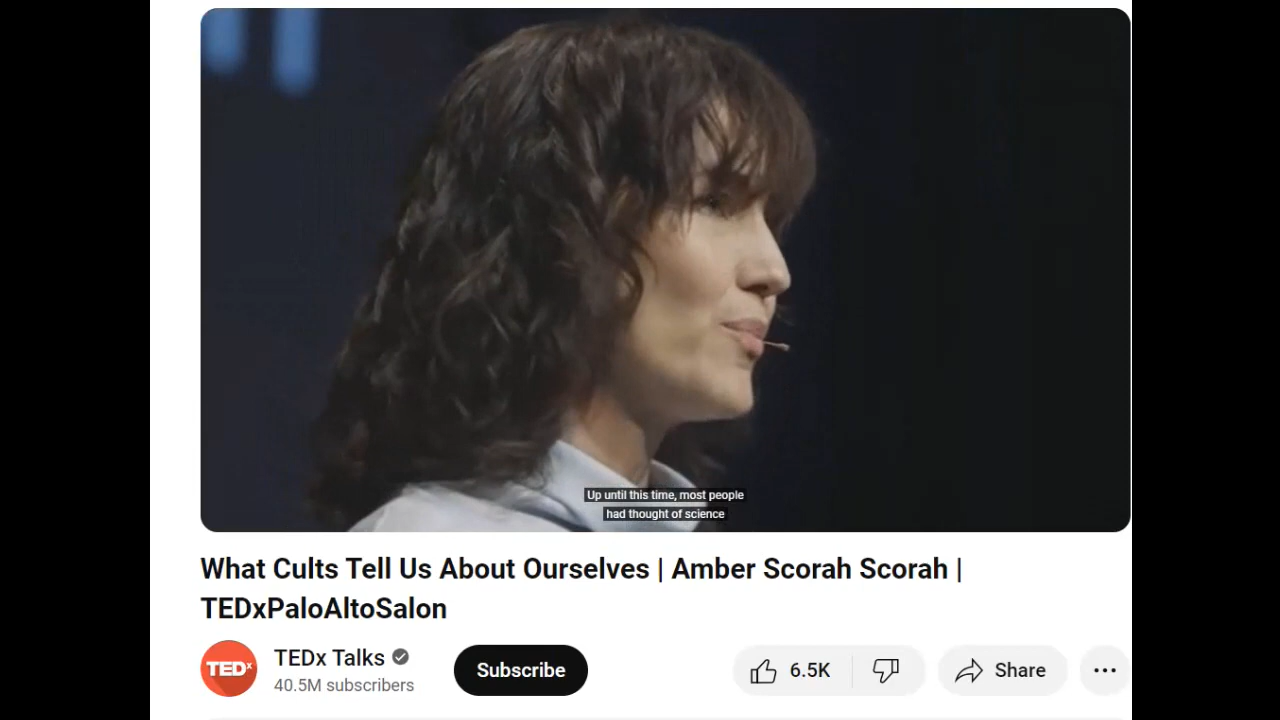 Up until this time, most people
had thought of science
What Cults Tell Us About Ourselves | Amber Scorah Scorah |
TEDxPaloAltoSalon
TEDx
TEDx Talks
40.5M subscribers
Subscribe
6.5K
Share